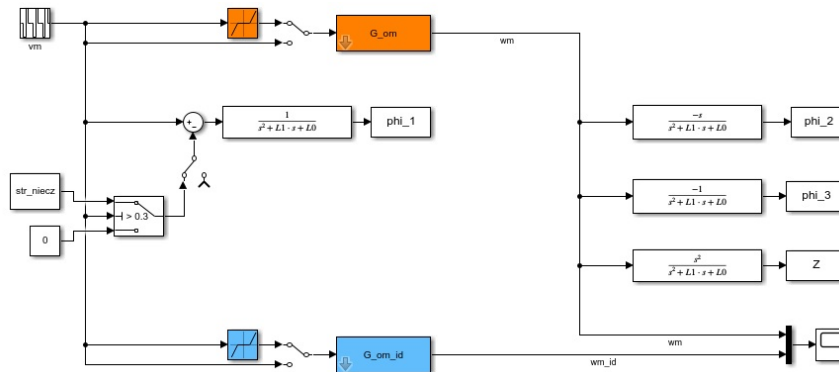 vm
G_om
wm
+
-
1
s² + L1 · s + L0
phi_1
-s
s² + L1 · s + L0
phi_2
str_niecz
> 0.3
0
-1
s² + L1 · s + L0
phi_3
s²
s² + L1 · s + L0
Z
wm
G_om_id
wm_id